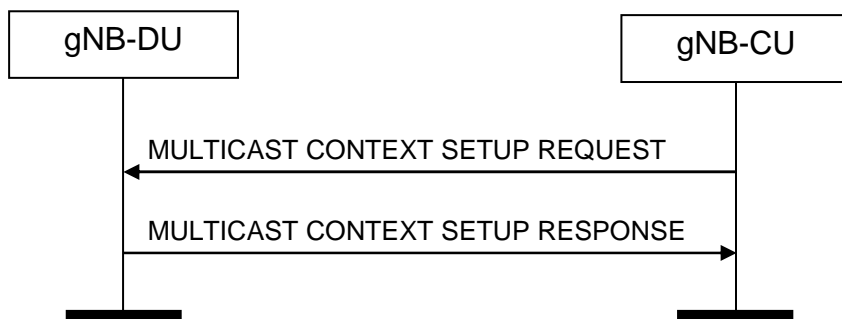 gNB-DU
gNB-CU
MULTICAST CONTEXT SETUP REQUEST
MULTICAST CONTEXT SETUP RESPONSE